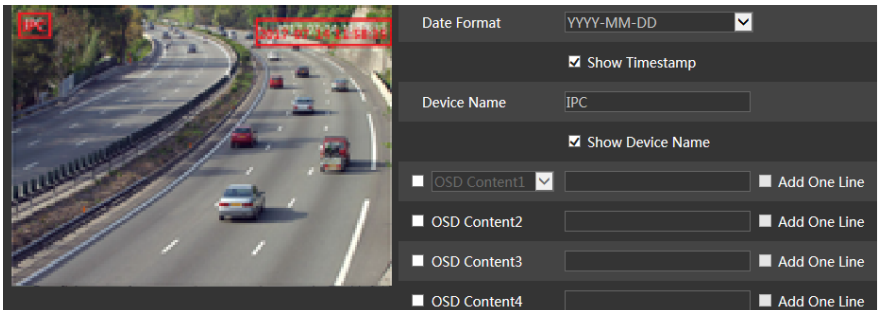 IPC
Date Format
YYYY-MM-DD
Show Timestamp
Device Name
IPC
Show Device Name
OSD Content1
Add One Line
OSD Content2
Add One Line
OSD Content3
Add One Line
OSD Content4
Add One Line